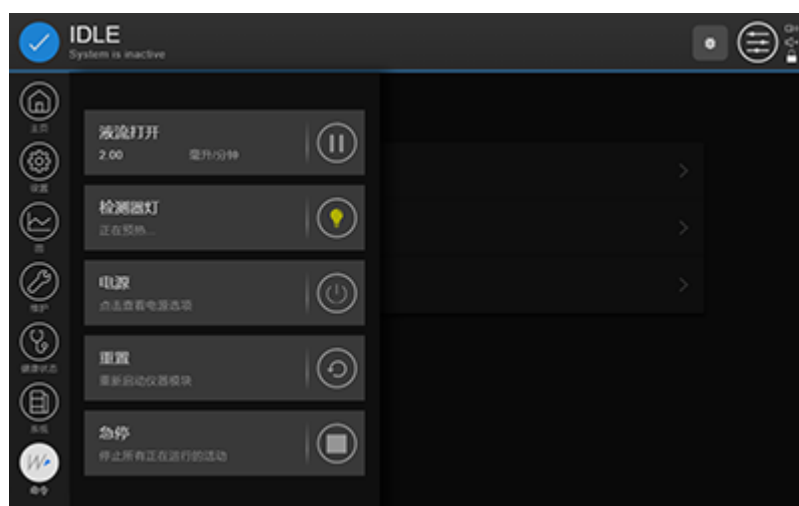 IDLE
System is inactive
主页
设置
图
维护
健康状态
系统
命令
液流打开
2.00 毫升/分钟
检测器灯
正在预热...
电源
点击查看电源选项
重置
重新启动仪器模块
急停
停止所有正在运行的活动